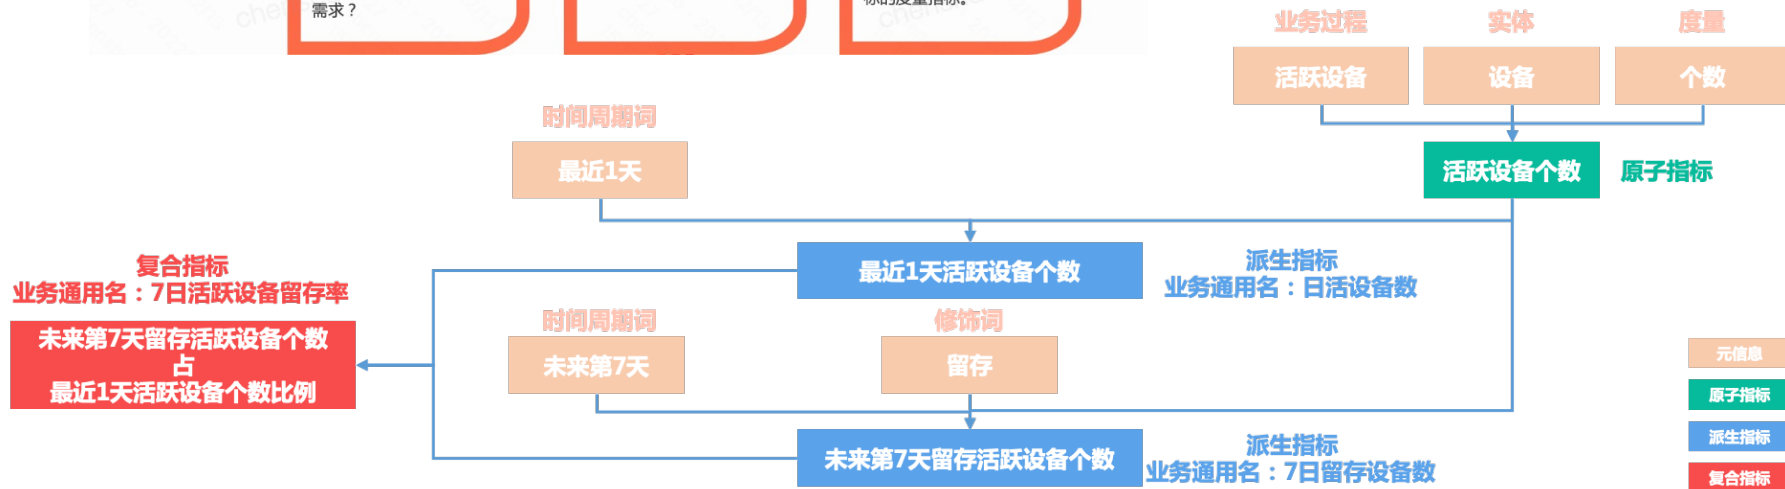 需求？
标的度量指标。
业务过程
实体
度量
活跃设备
设备
个数
时间周期词
最近1天
活跃设备个数
原子指标
复合指标
业务通用名：7日活跃设备留存率
最近1天活跃设备个数
派生指标
业务通用名：日活设备数
时间周期词
修饰词
未来第7天留存活跃设备个数
占
最近1天活跃设备个数比例
未来第7天
留存
元信息
原子指标
未来第7天留存活跃设备个数
派生指标
业务通用名：7日留存设备数
派生指标
复合指标